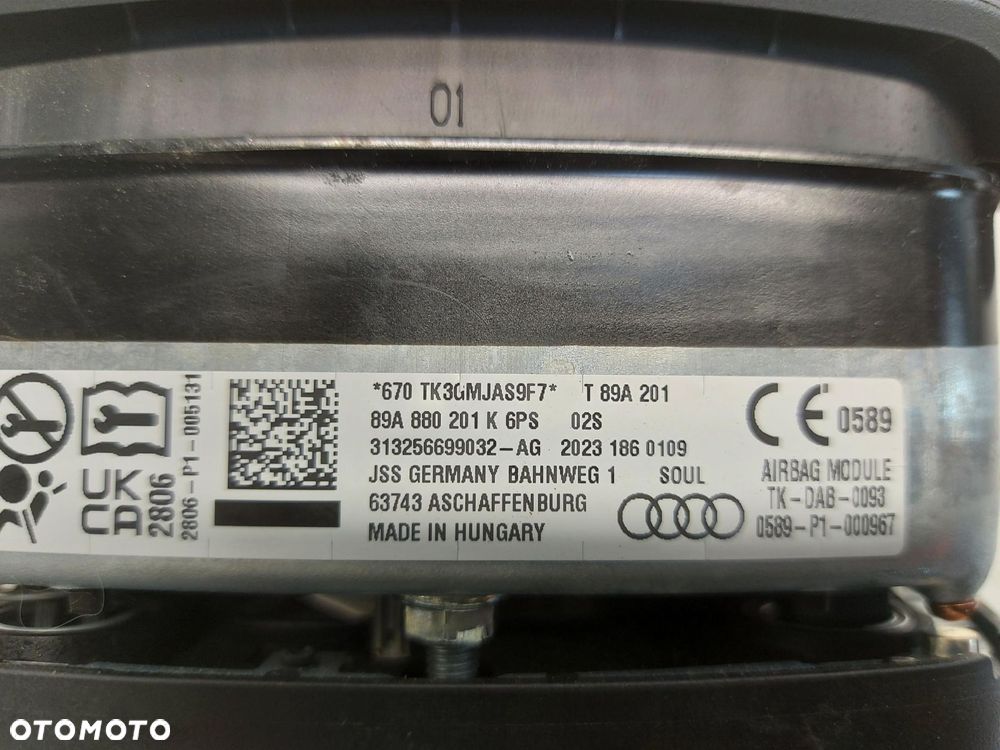 01
*670 TK3GMJAS9F7* T 89A 201
89A 880 201 K 6PS 02S
313256699032-AG 2023 186 0109
JSS GERMANY BAHNWEG 1 SOUL
63743 ASCHAFFENBURG
MADE IN HUNGARY
CE 0589
AIRBAG MODULE
TK-DAB-0093
0589-P1-000967
UK
CA
2806
2806-P1-005131
OTOMOTO